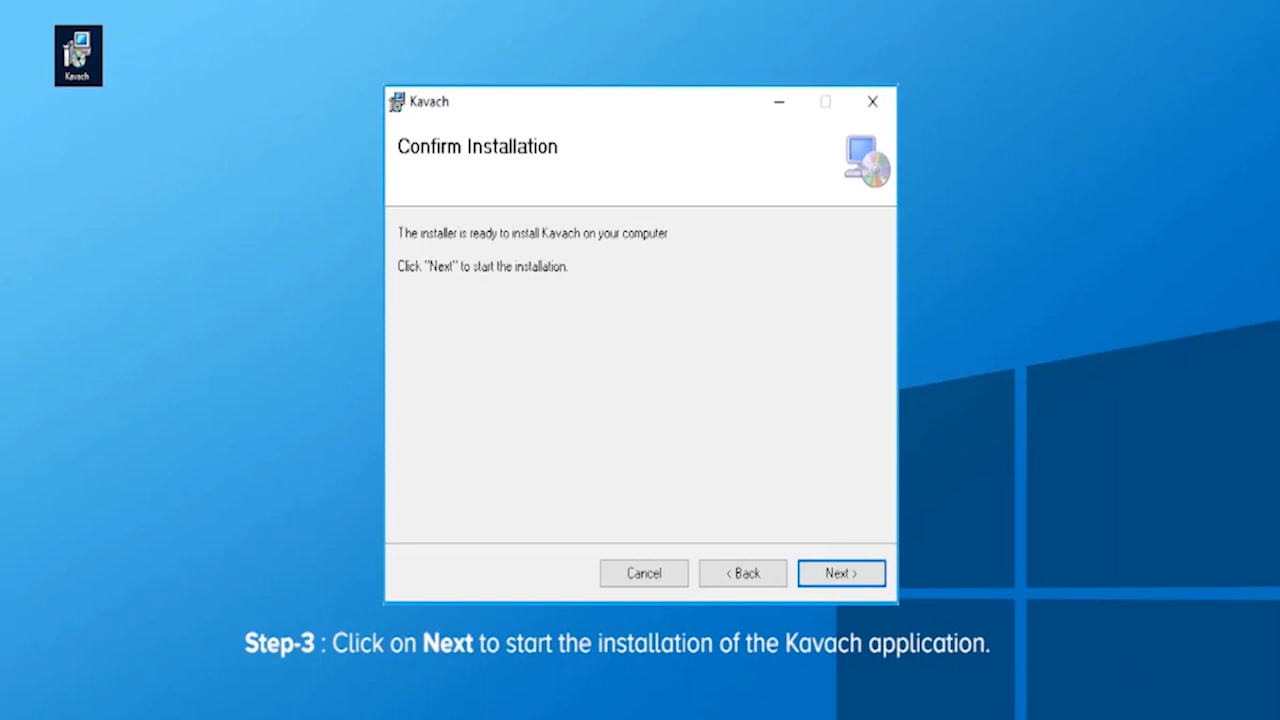 Kavach
Kavach
Confirm Installation
The installer is ready to install Kavach on your computer
Click "Next" to start the installation.
Cancel
< Back
Next >
Step-3 : Click on Next to start the installation of the Kavach application.